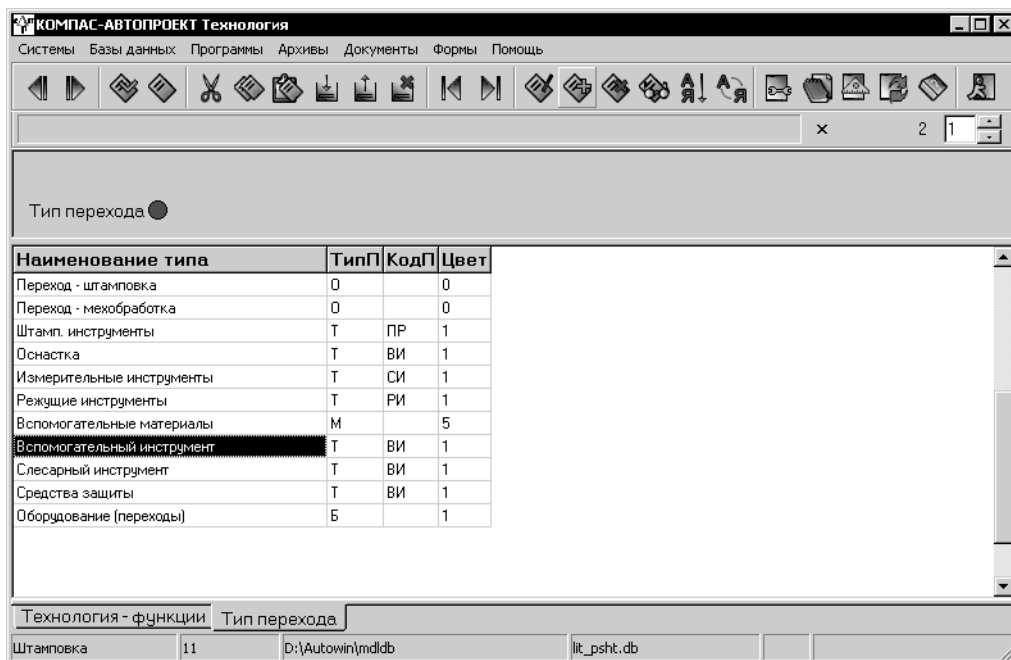 КОМПАС-АВТОПРОЕКТ Технология
Системы Базы данных Программы Архивы Документы Формы Помощь
× 2 1
Тип перехода
Наименование типа ТипП КодП Цвет
Переход - штамповка О 0
Переход - мехобработка О 0
Штамп. инструменты Т ПР 1
Оснастка Т ВИ 1
Измерительные инструменты Т СИ 1
Режущие инструменты Т РИ 1
Вспомогательные материалы М 5
Вспомогательный инструмент Т ВИ 1
Слесарный инструмент Т ВИ 1
Средства защиты Т ВИ 1
Оборудование (переходы) Б 1
Технология - функции Тип перехода
Штамповка 11 D:\Autowin\mdldb lit_psht.db